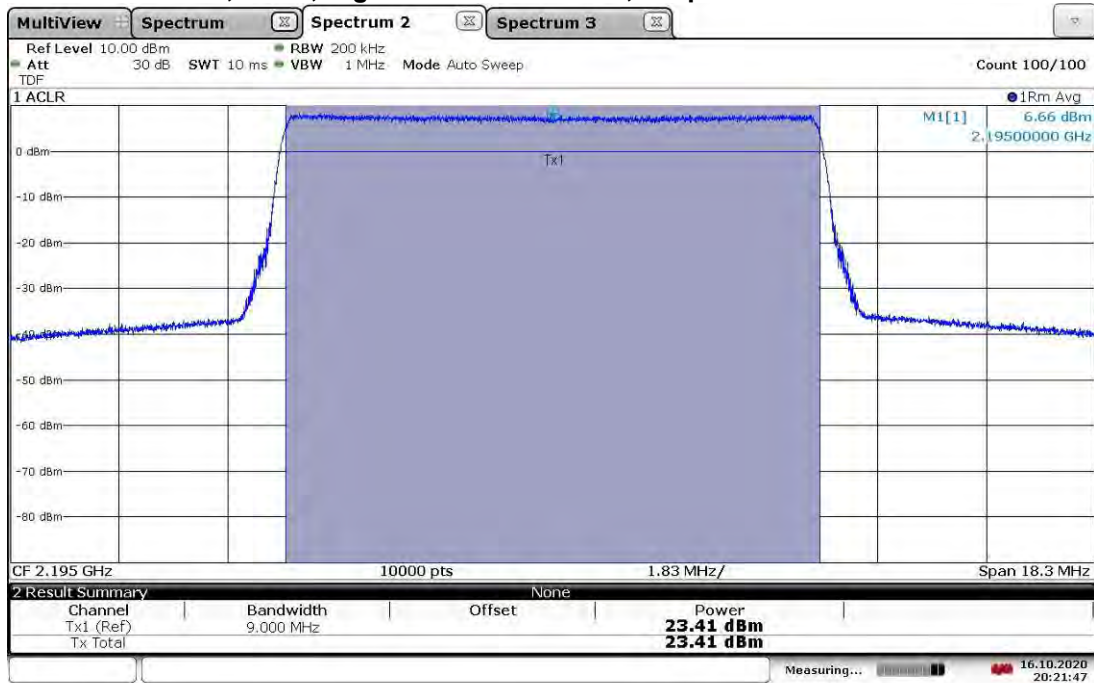 MultiView Spectrum Spectrum 2 Spectrum 3
Ref Level 10.00 dBm RBW 200 kHz
Att 30 dB SWT 10 ms VBW 1 MHz Mode Auto Sweep Count 100/100
TDF
1 ACLR 1Rm Avg
M1[1] 6.66 dBm
2.19500000 GHz
0 dBm
Tx1
-10 dBm
-20 dBm
-30 dBm
-40 dBm
-50 dBm
-60 dBm
-70 dBm
-80 dBm
CF 2.195 GHz 10000 pts 1.83 MHz/ Span 18.3 MHz
2 Result Summary None
Channel Bandwidth Offset Power
Tx1 (Ref) 9.000 MHz 23.41 dBm
Tx Total 23.41 dBm
Measuring... 16.10.2020
20:21:47